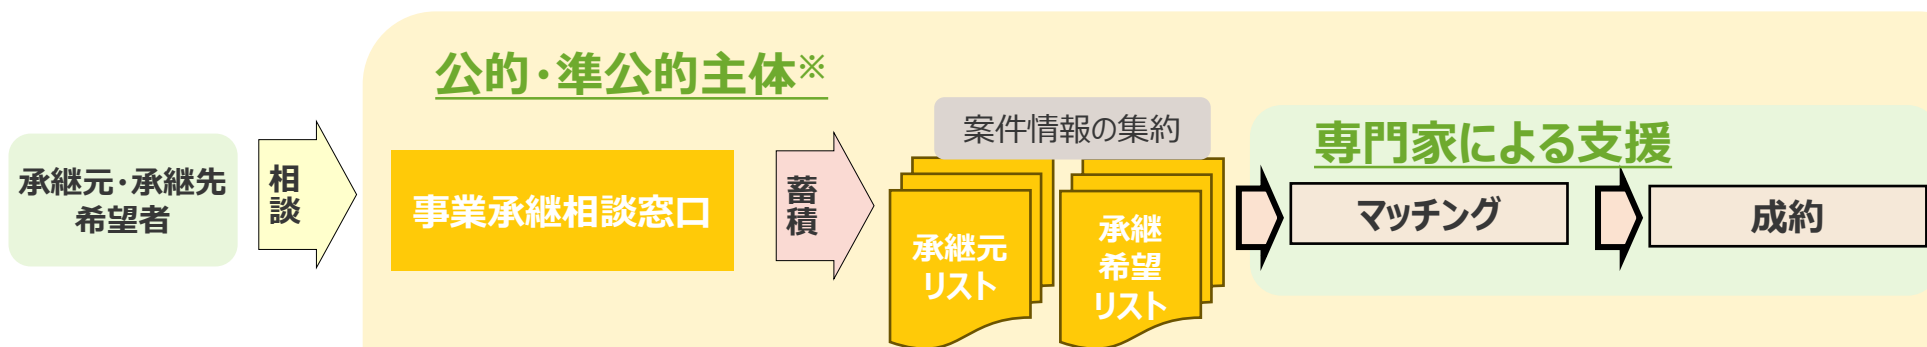 公的・準公的主体※
承継元・承継先
希望者
相
談
事業承継相談窓口
蓄
積
案件情報の集約
承継元
リスト
承継
希望
リスト
専門家による支援
マッチング
成約